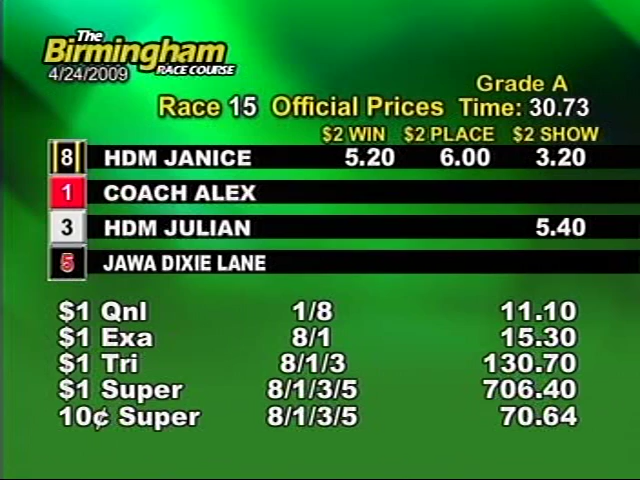 The
Birmingham
RACE COURSE
4/24/2009
Grade A
Race 15 Official Prices Time: 30.73
$2 WIN $2 PLACE $2 SHOW
8 HDM JANICE 5.20 6.00 3.20
1 COACH ALEX
3 HDM JULIAN 5.40
5 JAWA DIXIE LANE
$1 Qnl 1/8 11.10
$1 Exa 8/1 15.30
$1 Tri 8/1/3 130.70
$1 Super 8/1/3/5 706.40
10¢ Super 8/1/3/5 70.64